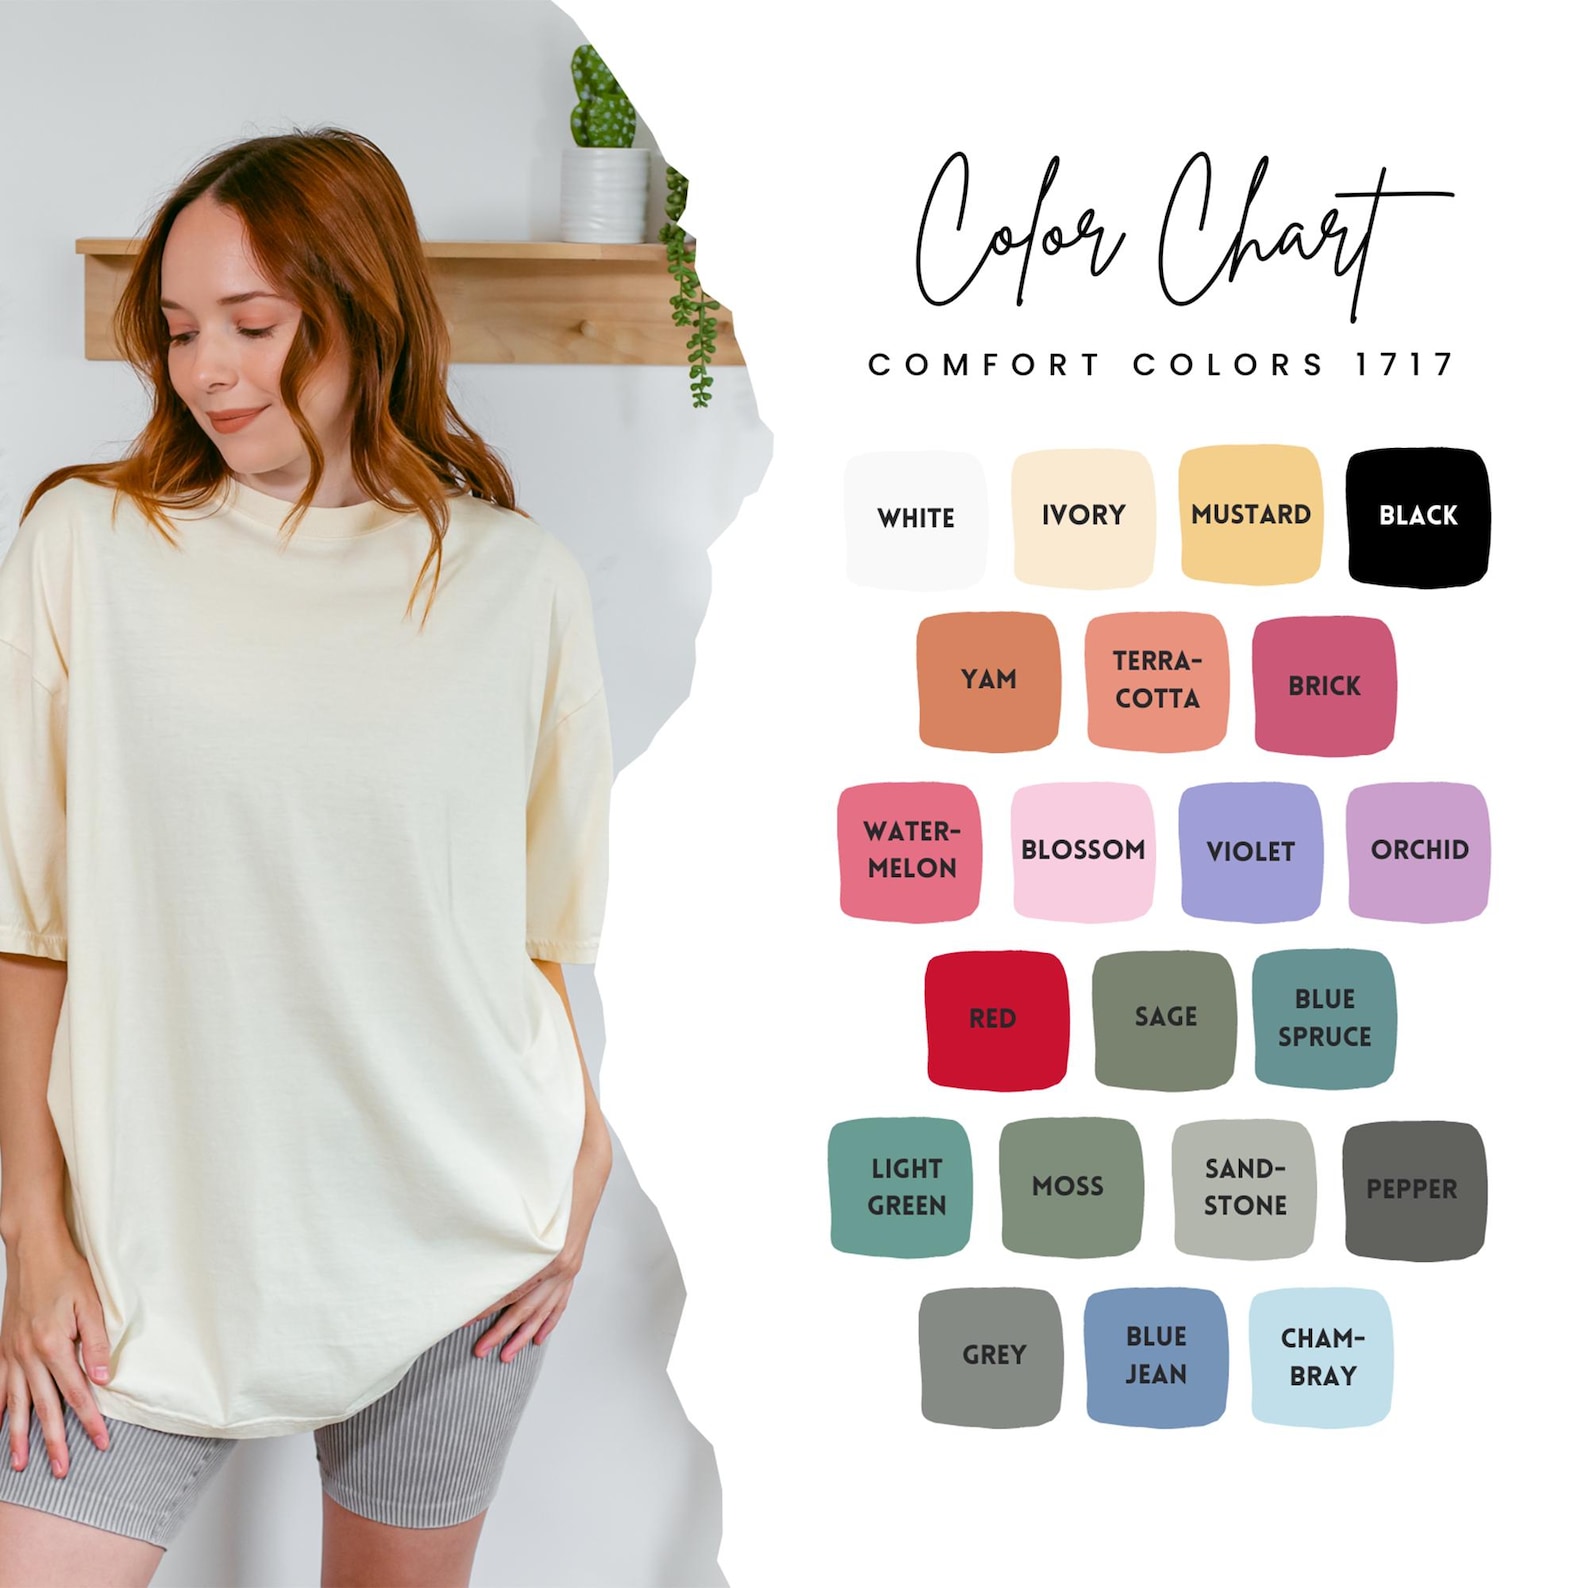 Color Chart
COMFORT COLORS 1717
WHITE
IVORY
MUSTARD
BLACK
YAM
TERRA-
COTTA
BRICK
WATER-
MELON
BLOSSOM
VIOLET
ORCHID
RED
SAGE
BLUE
SPRUCE
LIGHT
GREEN
MOSS
SAND-
STONE
PEPPER
GREY
BLUE
JEAN
CHAM-
BRAY